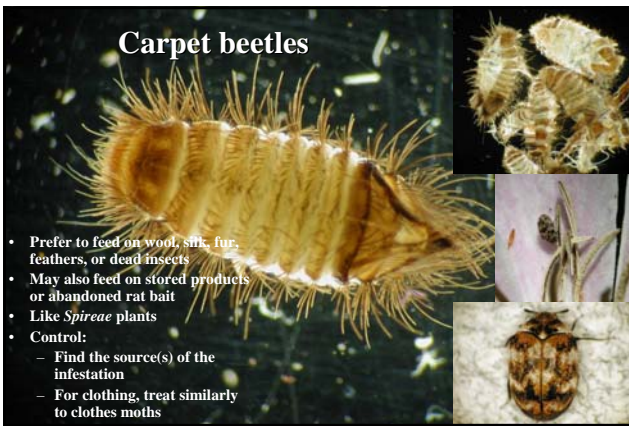 Carpet beetles
• Prefer to feed on wool, silk, fur,
feathers, or dead insects
• May also feed on stored products
or abandoned rat bait
• Like Spireae plants
• Control:
– Find the source(s) of the
infestation
– For clothing, treat similarly
to clothes moths